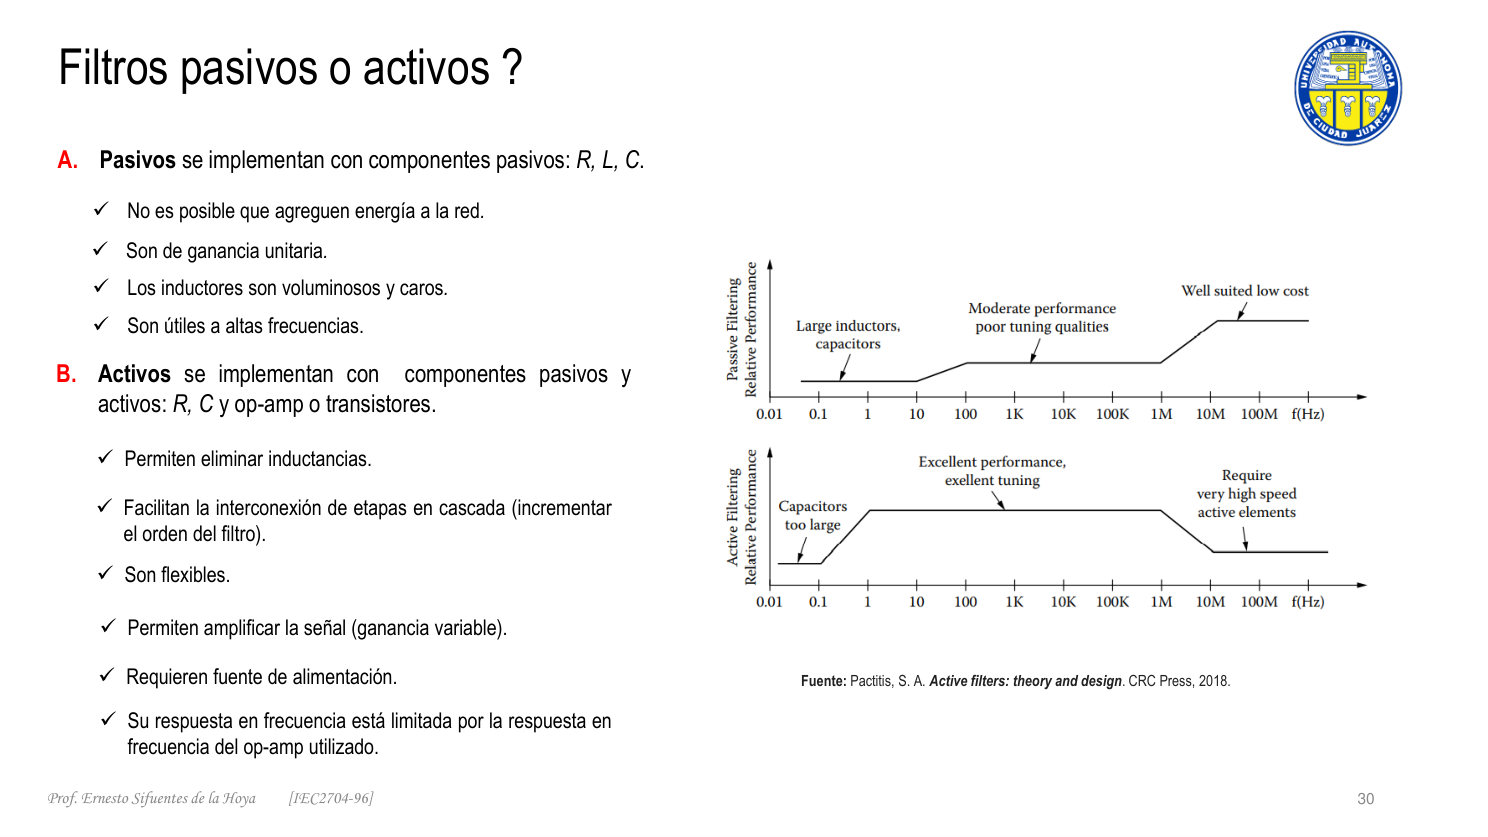 Filtros pasivos o activos ?
UNIVERSIDAD AUTONOMA
DE CIUDAD JUAREZ
A. Pasivos se implementan con componentes pasivos: R, L, C.
✓ No es posible que agreguen energía a la red.
✓ Son de ganancia unitaria.
✓ Los inductores son voluminosos y caros.
✓ Son útiles a altas frecuencias.
B. Activos se implementan con componentes pasivos y
activos: R, C y op-amp o transistores.
✓ Permiten eliminar inductancias.
✓ Facilitan la interconexión de etapas en cascada (incrementar
el orden del filtro).
✓ Son flexibles.
✓ Permiten amplificar la señal (ganancia variable).
✓ Requieren fuente de alimentación.
✓ Su respuesta en frecuencia está limitada por la respuesta en
frecuencia del op-amp utilizado.
Passive Filtering
Relative Performance
Large inductors,
capacitors
Moderate performance
poor tuning qualities
Well suited low cost
0.01 0.1 1 10 100 1K 10K 100K 1M 10M 100M f(Hz)
Active Filtering
Relative Performance
Capacitors
too large
Excellent performance,
exellent tuning
Require
very high speed
active elements
0.01 0.1 1 10 100 1K 10K 100K 1M 10M 100M f(Hz)
Fuente: Pactitis, S. A. Active filters: theory and design. CRC Press, 2018.
Prof. Ernesto Sifuentes de la Hoya [IEC2704-96]
30